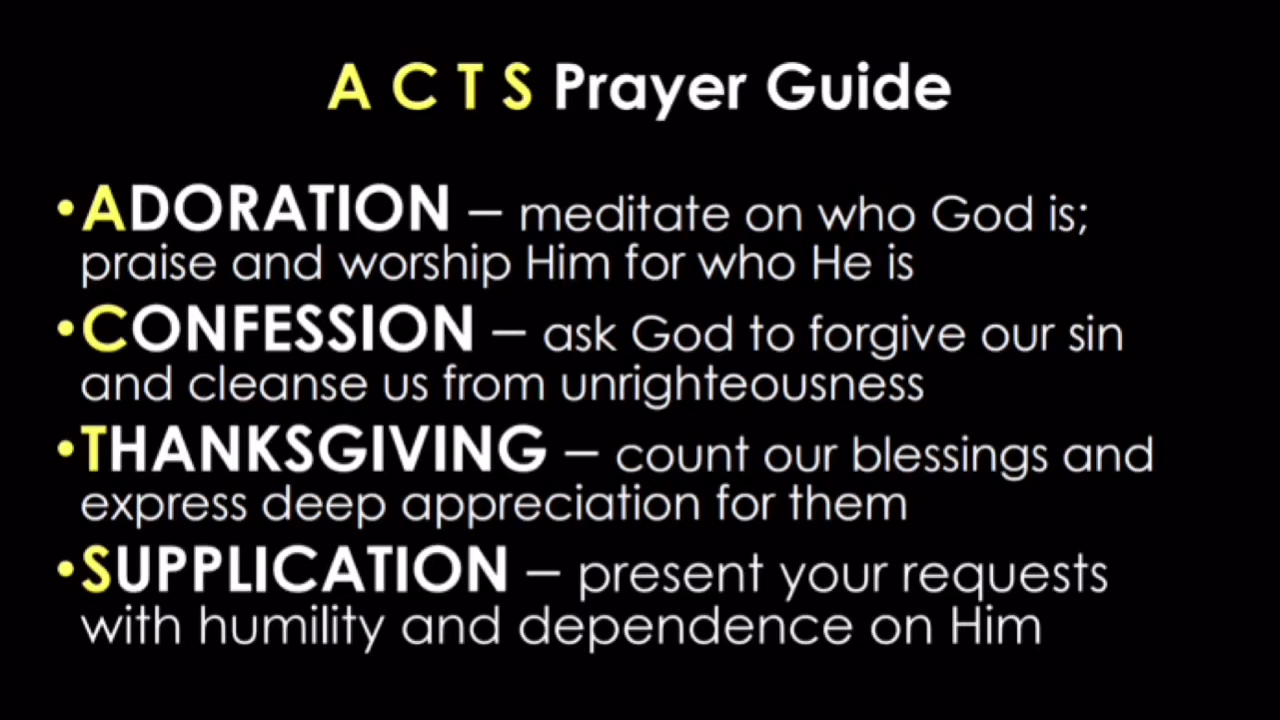 A C T S Prayer Guide
•ADORATION – meditate on who God is;
praise and worship Him for who He is
•CONFESSION – ask God to forgive our sin
and cleanse us from unrighteousness
•THANKSGIVING – count our blessings and
express deep appreciation for them
•SUPPLICATION – present your requests
with humility and dependence on Him